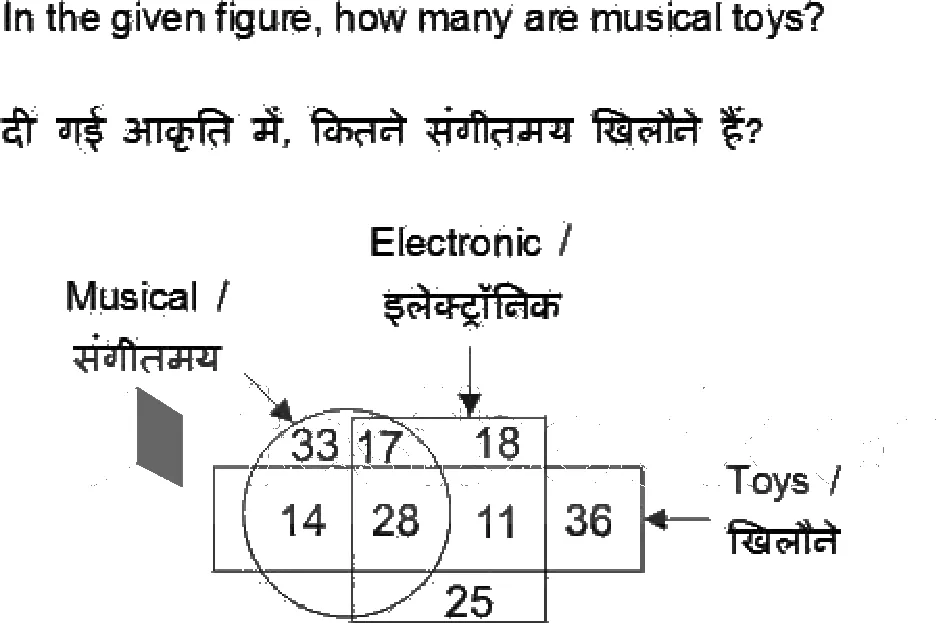 In the given figure, how many are musical toys?
दी गई आकृति में, कितने संगीतमय खिलौने हैं?
Electronic /
इलेक्ट्रॉनिक
Musical /
संगीतमय
33 17 18
Toys /
खिलौने
14 28 11 36
25